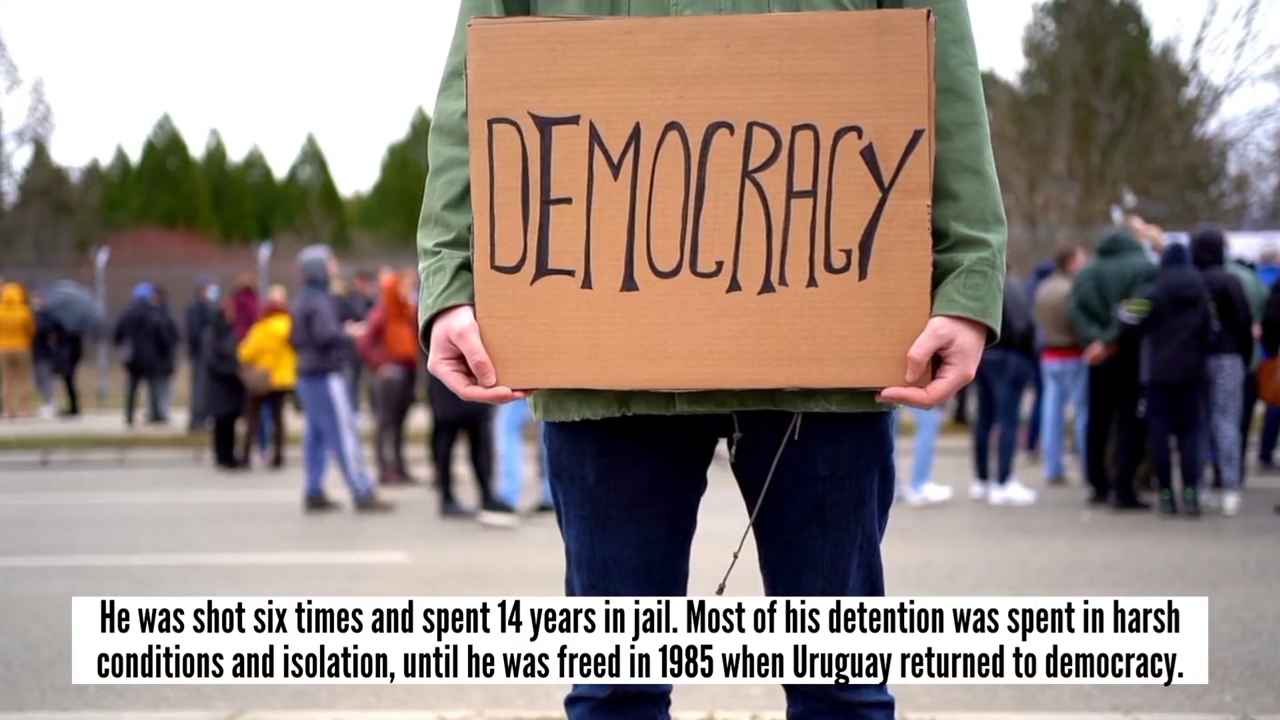 DEMOCRACY
He was shot six times and spent 14 years in jail. Most of his detention was spent in harsh
conditions and isolation, until he was freed in 1985 when Uruguay returned to democracy.